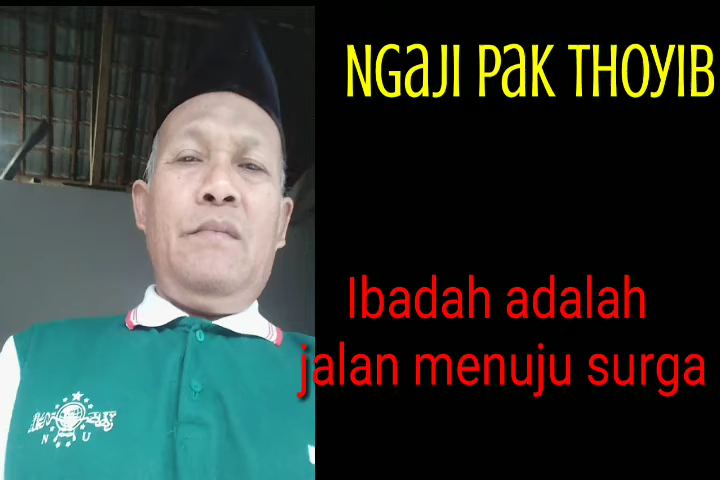 NGaJI PaK THOYIB
Ibadah adalah
jalan menuju surga
N U